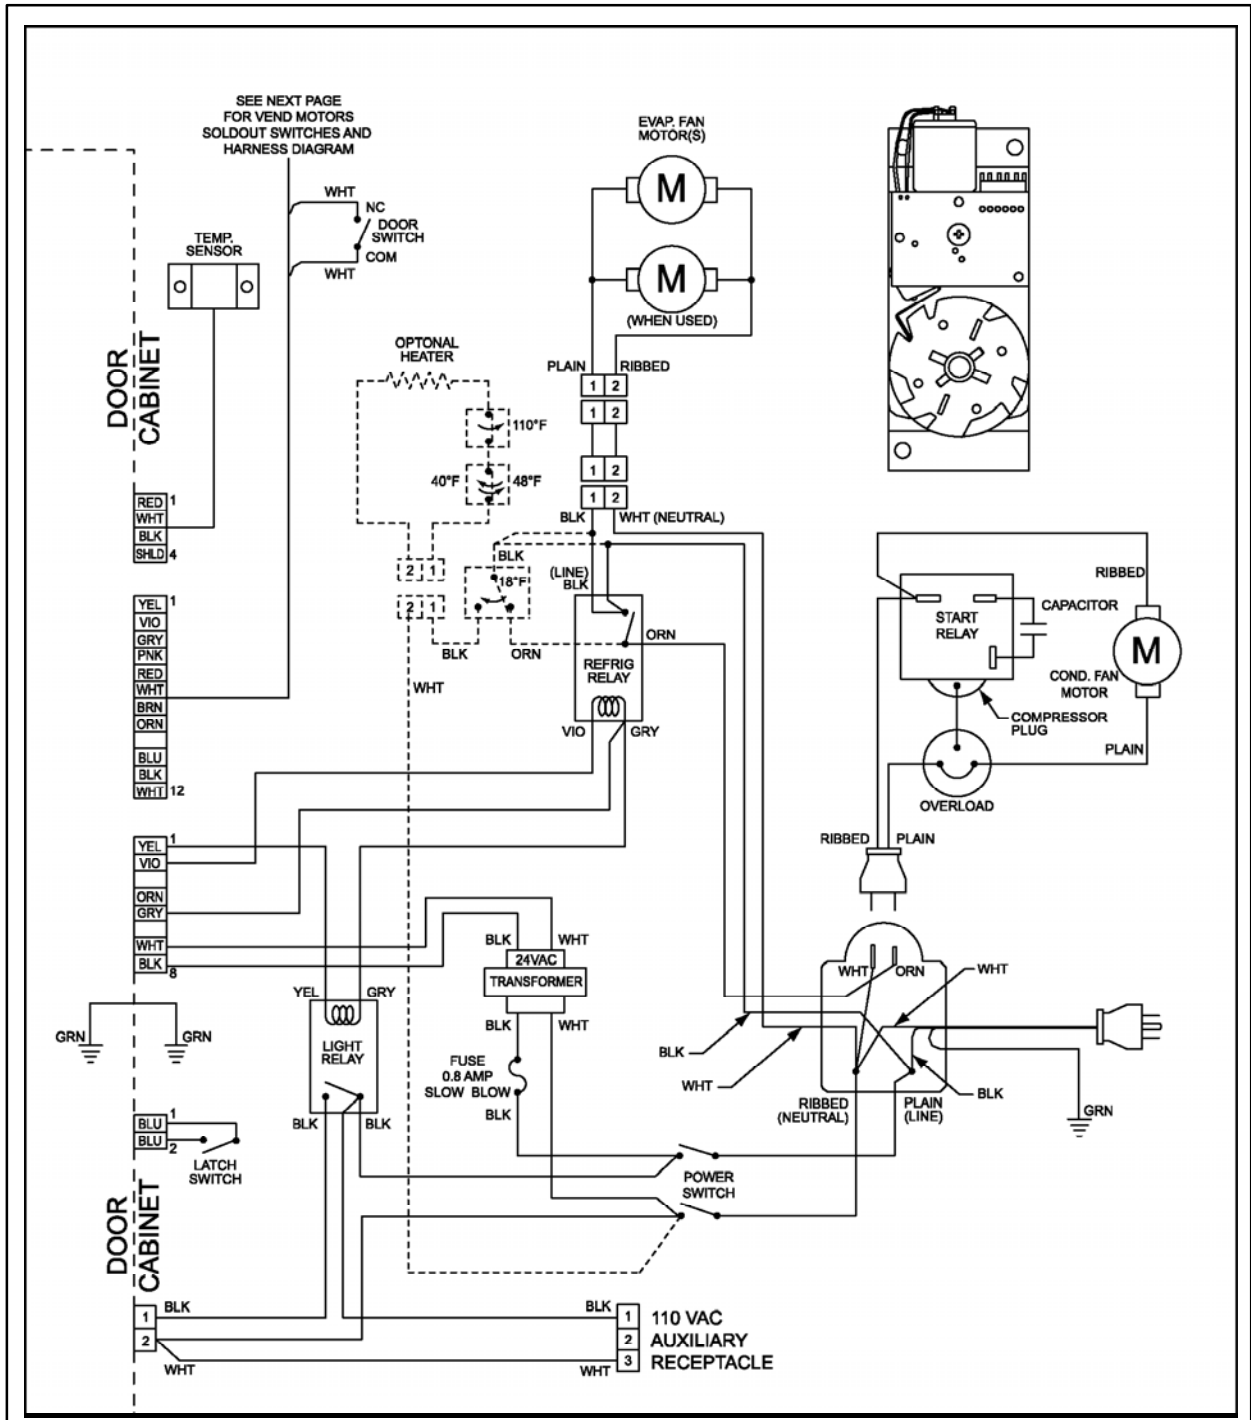 SEE NEXT PAGE
FOR VEND MOTORS
SOLDOUT SWITCHES AND
HARNESS DIAGRAM
EVAP. FAN
MOTOR(S)
M
M
(WHEN USED)
WHT
NC
DOOR
SWITCH
COM
WHT
TEMP.
SENSOR
DOOR
CABINET
OPTONAL
HEATER
110°F
40°F
48°F
PLAIN
RIBBED
1 2
1 2
1 2
1 2
BLK
WHT (NEUTRAL)
RED 1
WHT
BLK
SHLD 4
2 1
2 1
BLK
18°F
(LINE)
BLK
ORN
BLK
ORN
REFRIG
RELAY
VIO
GRY
WHT
RIBBED
START
RELAY
CAPACITOR
M
COND. FAN
MOTOR
COMPRESSOR
PLUG
PLAIN
OVERLOAD
RIBBED
PLAIN
YEL 1
VIO
GRY
PNK
RED
WHT
BRN
ORN
BLU
BLK
WHT 12
YEL 1
VIO
ORN
GRY
WHT
BLK 8
BLK
WHT
24VAC
TRANSFORMER
BLK
WHT
YEL
GRY
LIGHT
RELAY
BLK
BLK
FUSE
0.8 AMP
SLOW BLOW
BLK
GRN
GRN
WHT
ORN
WHT
BLK
WHT
BLK
RIBBED
(NEUTRAL)
PLAIN
(LINE)
GRN
BLU 1
BLU 2
LATCH
SWITCH
POWER
SWITCH
DOOR
CABINET
1
BLK
2
WHT
BLK
1
110 VAC
2
AUXILIARY
WHT
3
RECEPTACLE